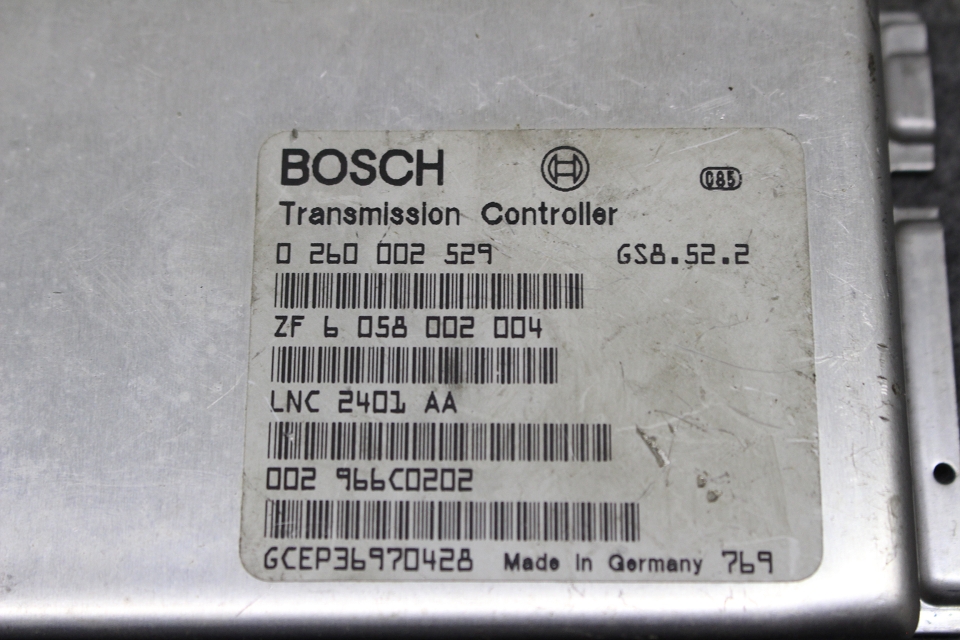 BOSCH
085
Transmission Controller
0 260 002 529 GS8.52.2
ZF 6 058 002 004
LNC 2401 AA
002 966C0202
GCEP36970428 Made In Germany 769